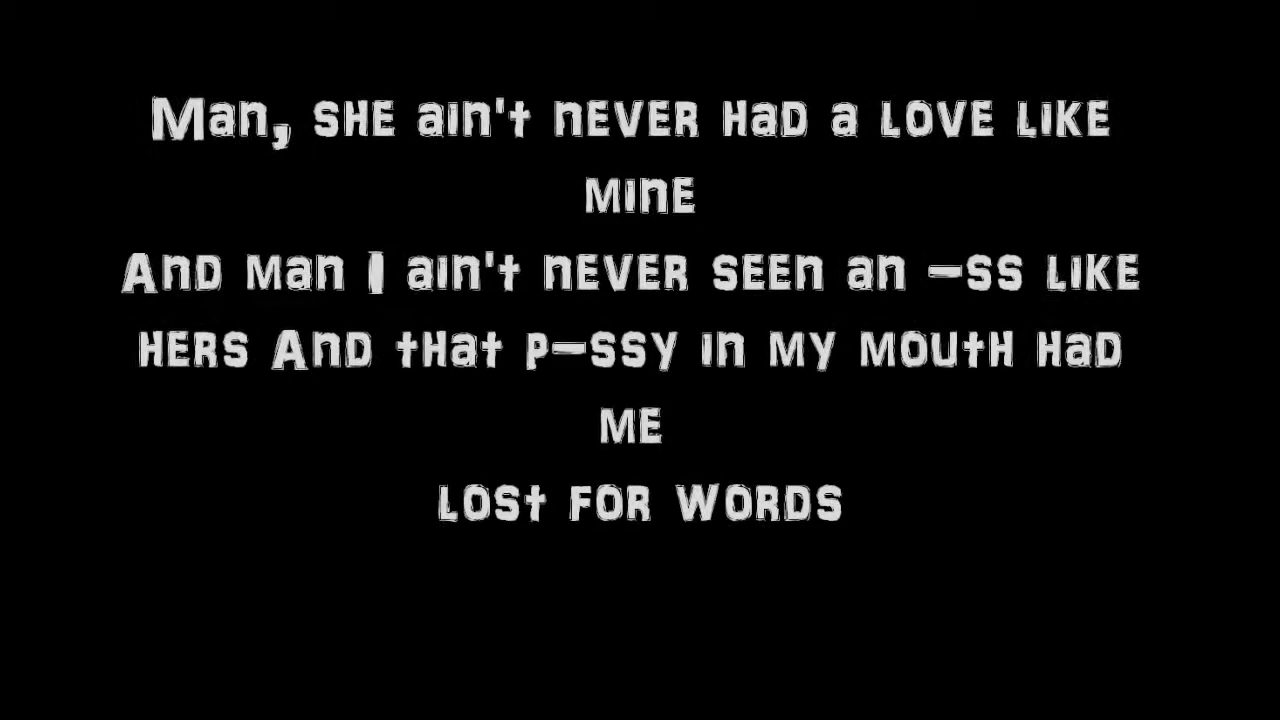 Man, she ain't never had a love like
mine
And man I ain't never seen an -ss like
hers And that p-ssy in my mouth had
me
lost for words